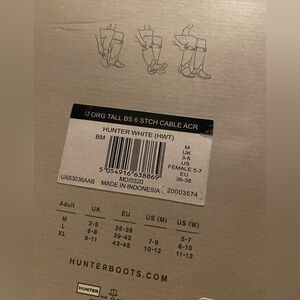 U ORG TALL BS 6 STCH CABLE ACR
HUNTER WHITE (HWT)
BM
M
UK
3-5
US
FEMALE 5-7
EU
36-38
5 054916 638869
UAS3036AAB
MD/0320
MADE IN INDONESIA
20003574
Adult UK EU US (M) US (W)
M 3-5 36-38 5-7
L 6-8 39-42 7-9 8-10
XL 9-11 43-45 10-12 11-13
HUNTERBOOTS.COM
HUNTER